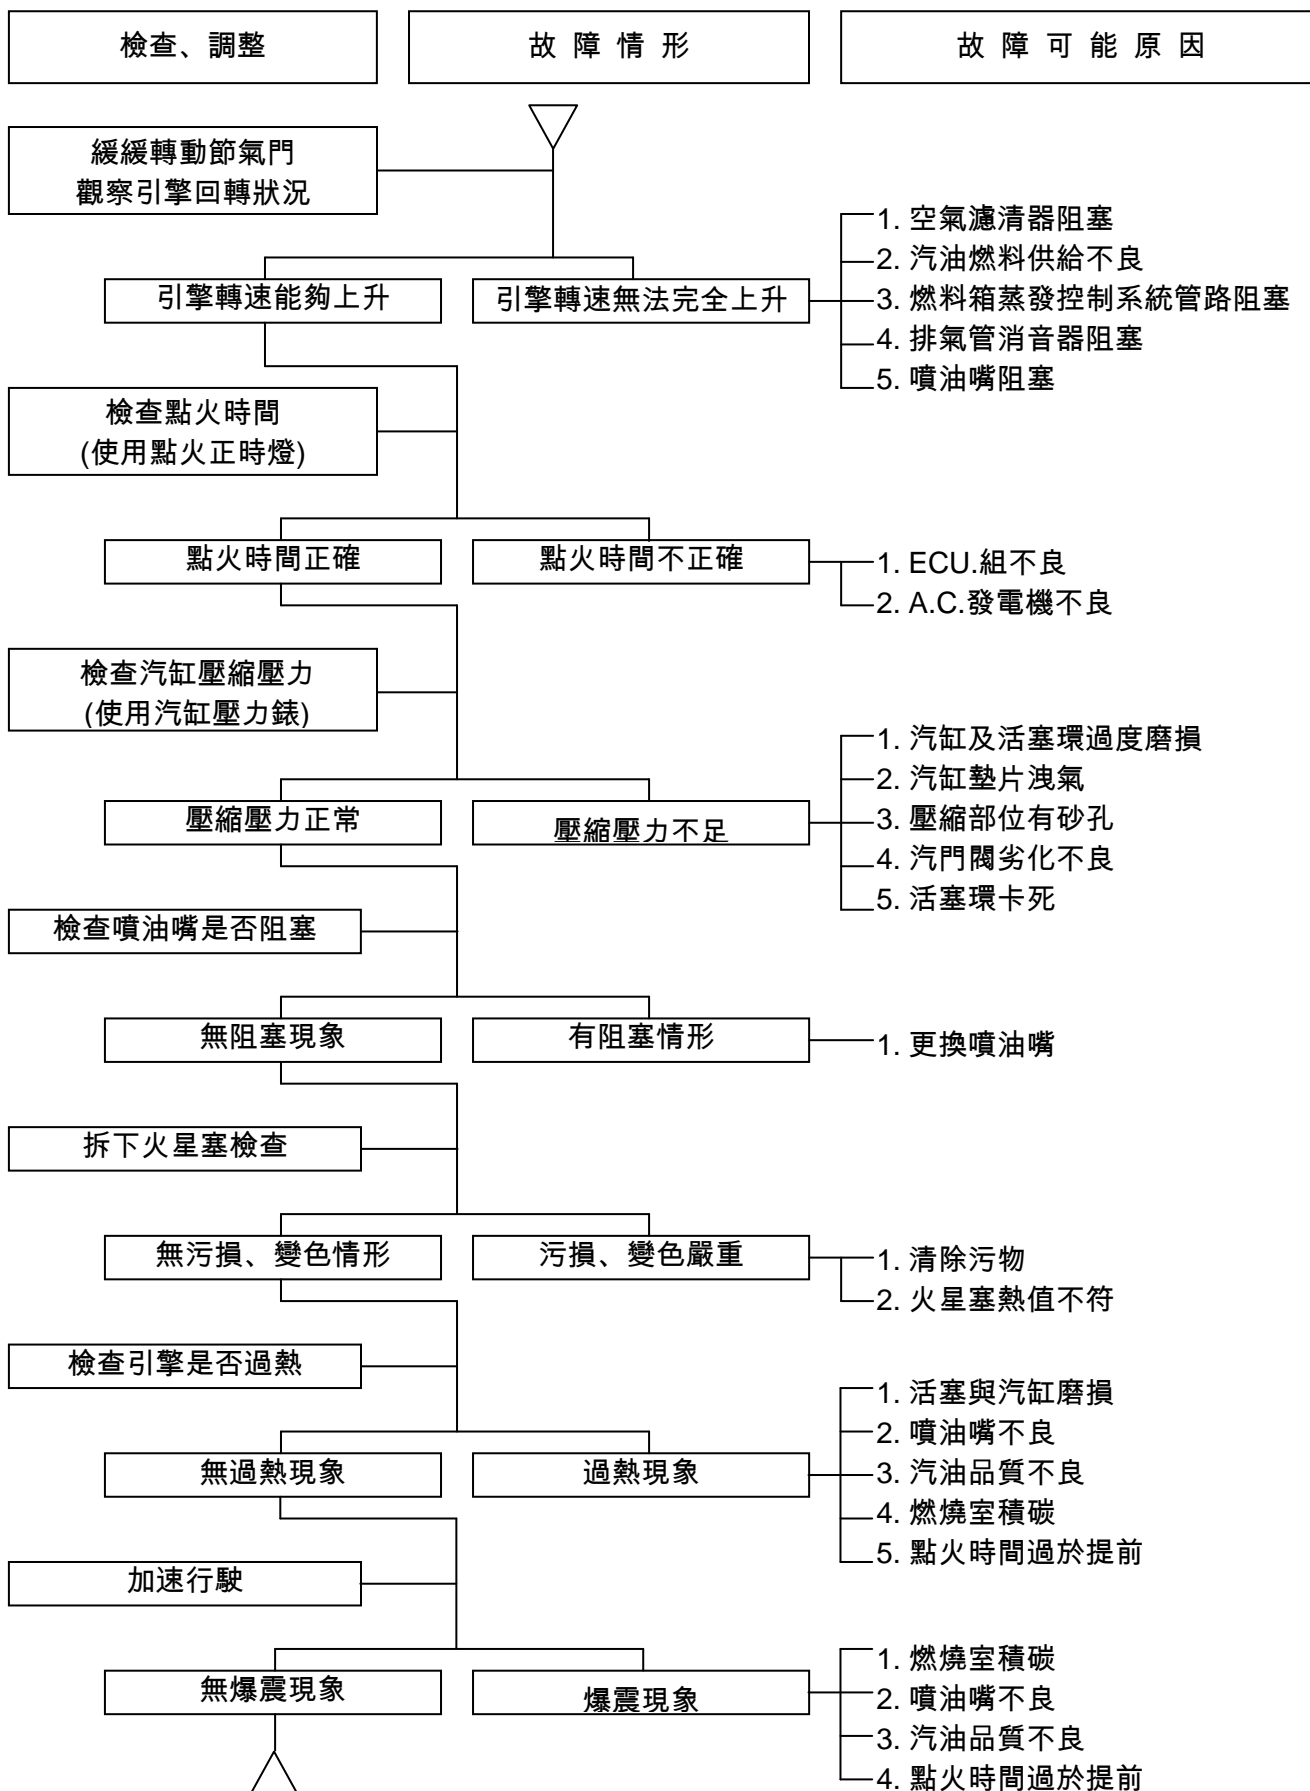 檢查、調整
故 障 情 形
故 障 可 能 原 因
緩緩轉動節氣門
觀察引擎回轉狀況
引擎轉速能夠上升
引擎轉速無法完全上升
1. 空氣濾清器阻塞
2. 汽油燃料供給不良
3. 燃料箱蒸發控制系統管路阻塞
4. 排氣管消音器阻塞
5. 噴油嘴阻塞
檢查點火時間
(使用點火正時燈)
點火時間正確
點火時間不正確
1. ECU.組不良
2. A.C.發電機不良
檢查汽缸壓縮壓力
(使用汽缸壓力錶)
壓縮壓力正常
壓縮壓力不足
1. 汽缸及活塞環過度磨損
2. 汽缸墊片洩氣
3. 壓縮部位有砂孔
4. 汽門閥劣化不良
5. 活塞環卡死
檢查噴油嘴是否阻塞
無阻塞現象
有阻塞情形
1. 更換噴油嘴
拆下火星塞檢查
無污損、變色情形
污損、變色嚴重
1. 清除污物
2. 火星塞熱值不符
檢查引擎是否過熱
無過熱現象
過熱現象
1. 活塞與汽缸磨損
2. 噴油嘴不良
3. 汽油品質不良
4. 燃燒室積碳
5. 點火時間過於提前
加速行駛
無爆震現象
爆震現象
1. 燃燒室積碳
2. 噴油嘴不良
3. 汽油品質不良
4. 點火時間過於提前